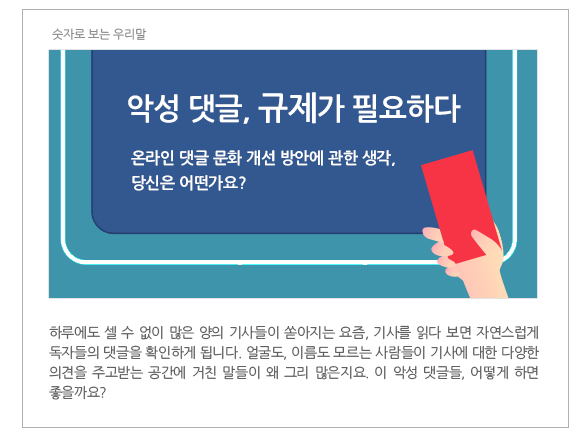 숫자로 보는 우리말
악성 댓글, 규제가 필요하다
온라인 댓글 문화 개선 방안에 관한 생각,
당신은 어떤가요?
하루에도 셀 수 없이 많은 양의 기사들이 쏟아지는 요즘, 기사를 읽다 보면 자연스럽게
독자들의 댓글을 확인하게 됩니다. 얼굴도, 이름도 모르는 사람들이 기사에 대한 다양한
의견을 주고받는 공간에 거친 말들이 왜 그리 많은지요. 이 악성 댓글들, 어떻게 하면
좋을까요?